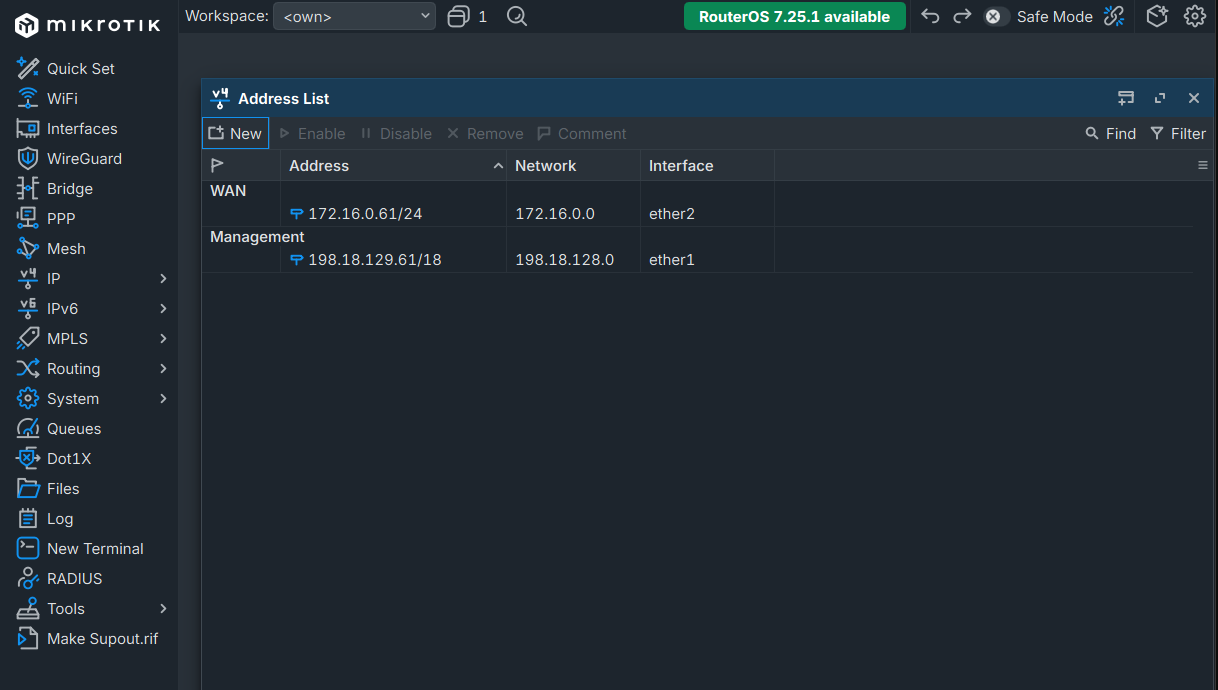 mikrotik
Workspace: <own> 1 RouterOS 7.25.1 available Safe Mode
Quick Set
WiFi
Interfaces
WireGuard
Bridge
PPP
Mesh
v4 IP
v6 IPv6
MPLS
Routing
System
Queues
Dot1X
Files
Log
New Terminal
RADIUS
Tools
Make Supout.rif
v4 Address List
New Enable Disable Remove Comment Find Filter
Address Network Interface
WAN
172.16.0.61/24 172.16.0.0 ether2
Management
198.18.129.61/18 198.18.128.0 ether1